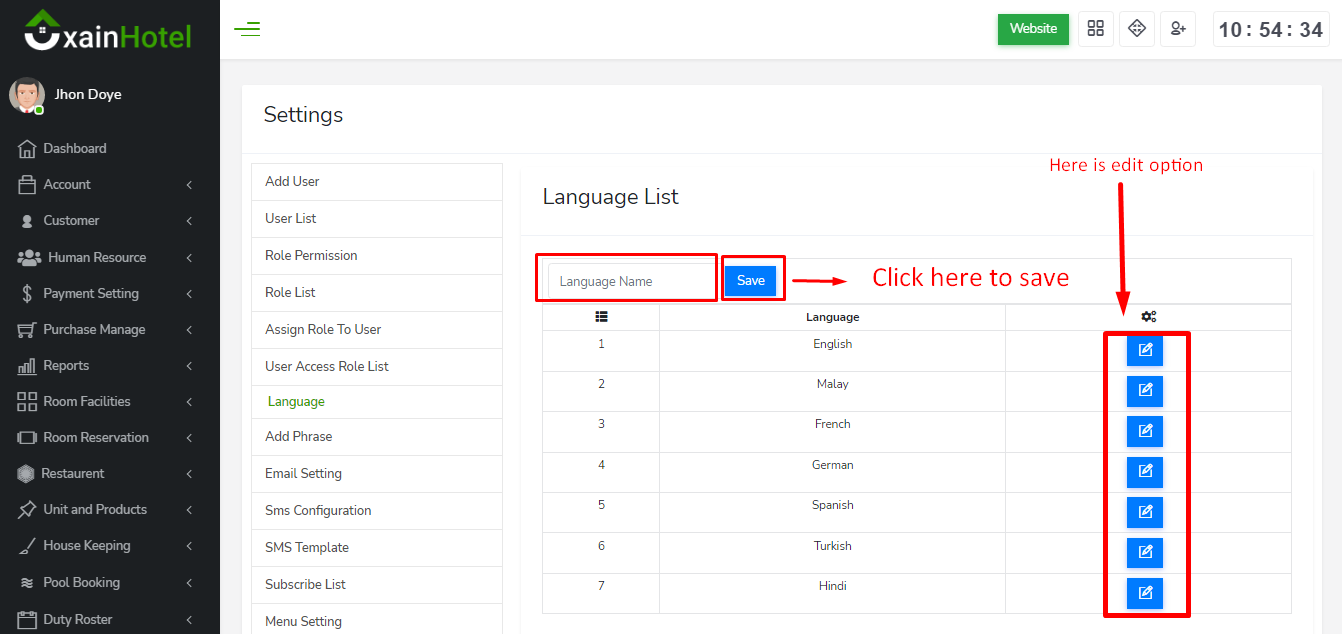 xainHotel
Website
10 : 54 : 34
Jhon Doye
Dashboard
Account
Customer
Human Resource
Payment Setting
Purchase Manage
Reports
Room Facilities
Room Reservation
Restaurent
Unit and Products
House Keeping
Pool Booking
Duty Roster
Settings
Add User
User List
Role Permission
Role List
Assign Role To User
User Access Role List
Language
Add Phrase
Email Setting
Sms Configuration
SMS Template
Subscribe List
Menu Setting
Here is edit option
Language List
Language Name
Save
Click here to save
Language
1 English
2 Malay
3 French
4 German
5 Spanish
6 Turkish
7 Hindi